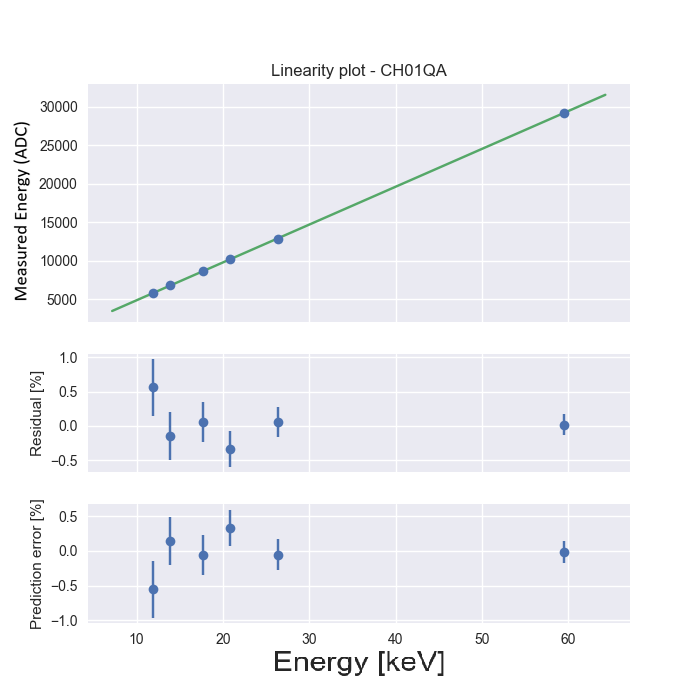 Linearity plot - CH01QA
Measured Energy (ADC)
30000
25000
20000
15000
10000
5000
Residual [%]
1.0
0.5
0.0
−0.5
Prediction error [%]
0.5
0.0
−0.5
−1.0
10 20 30 40 50 60
Energy [keV]